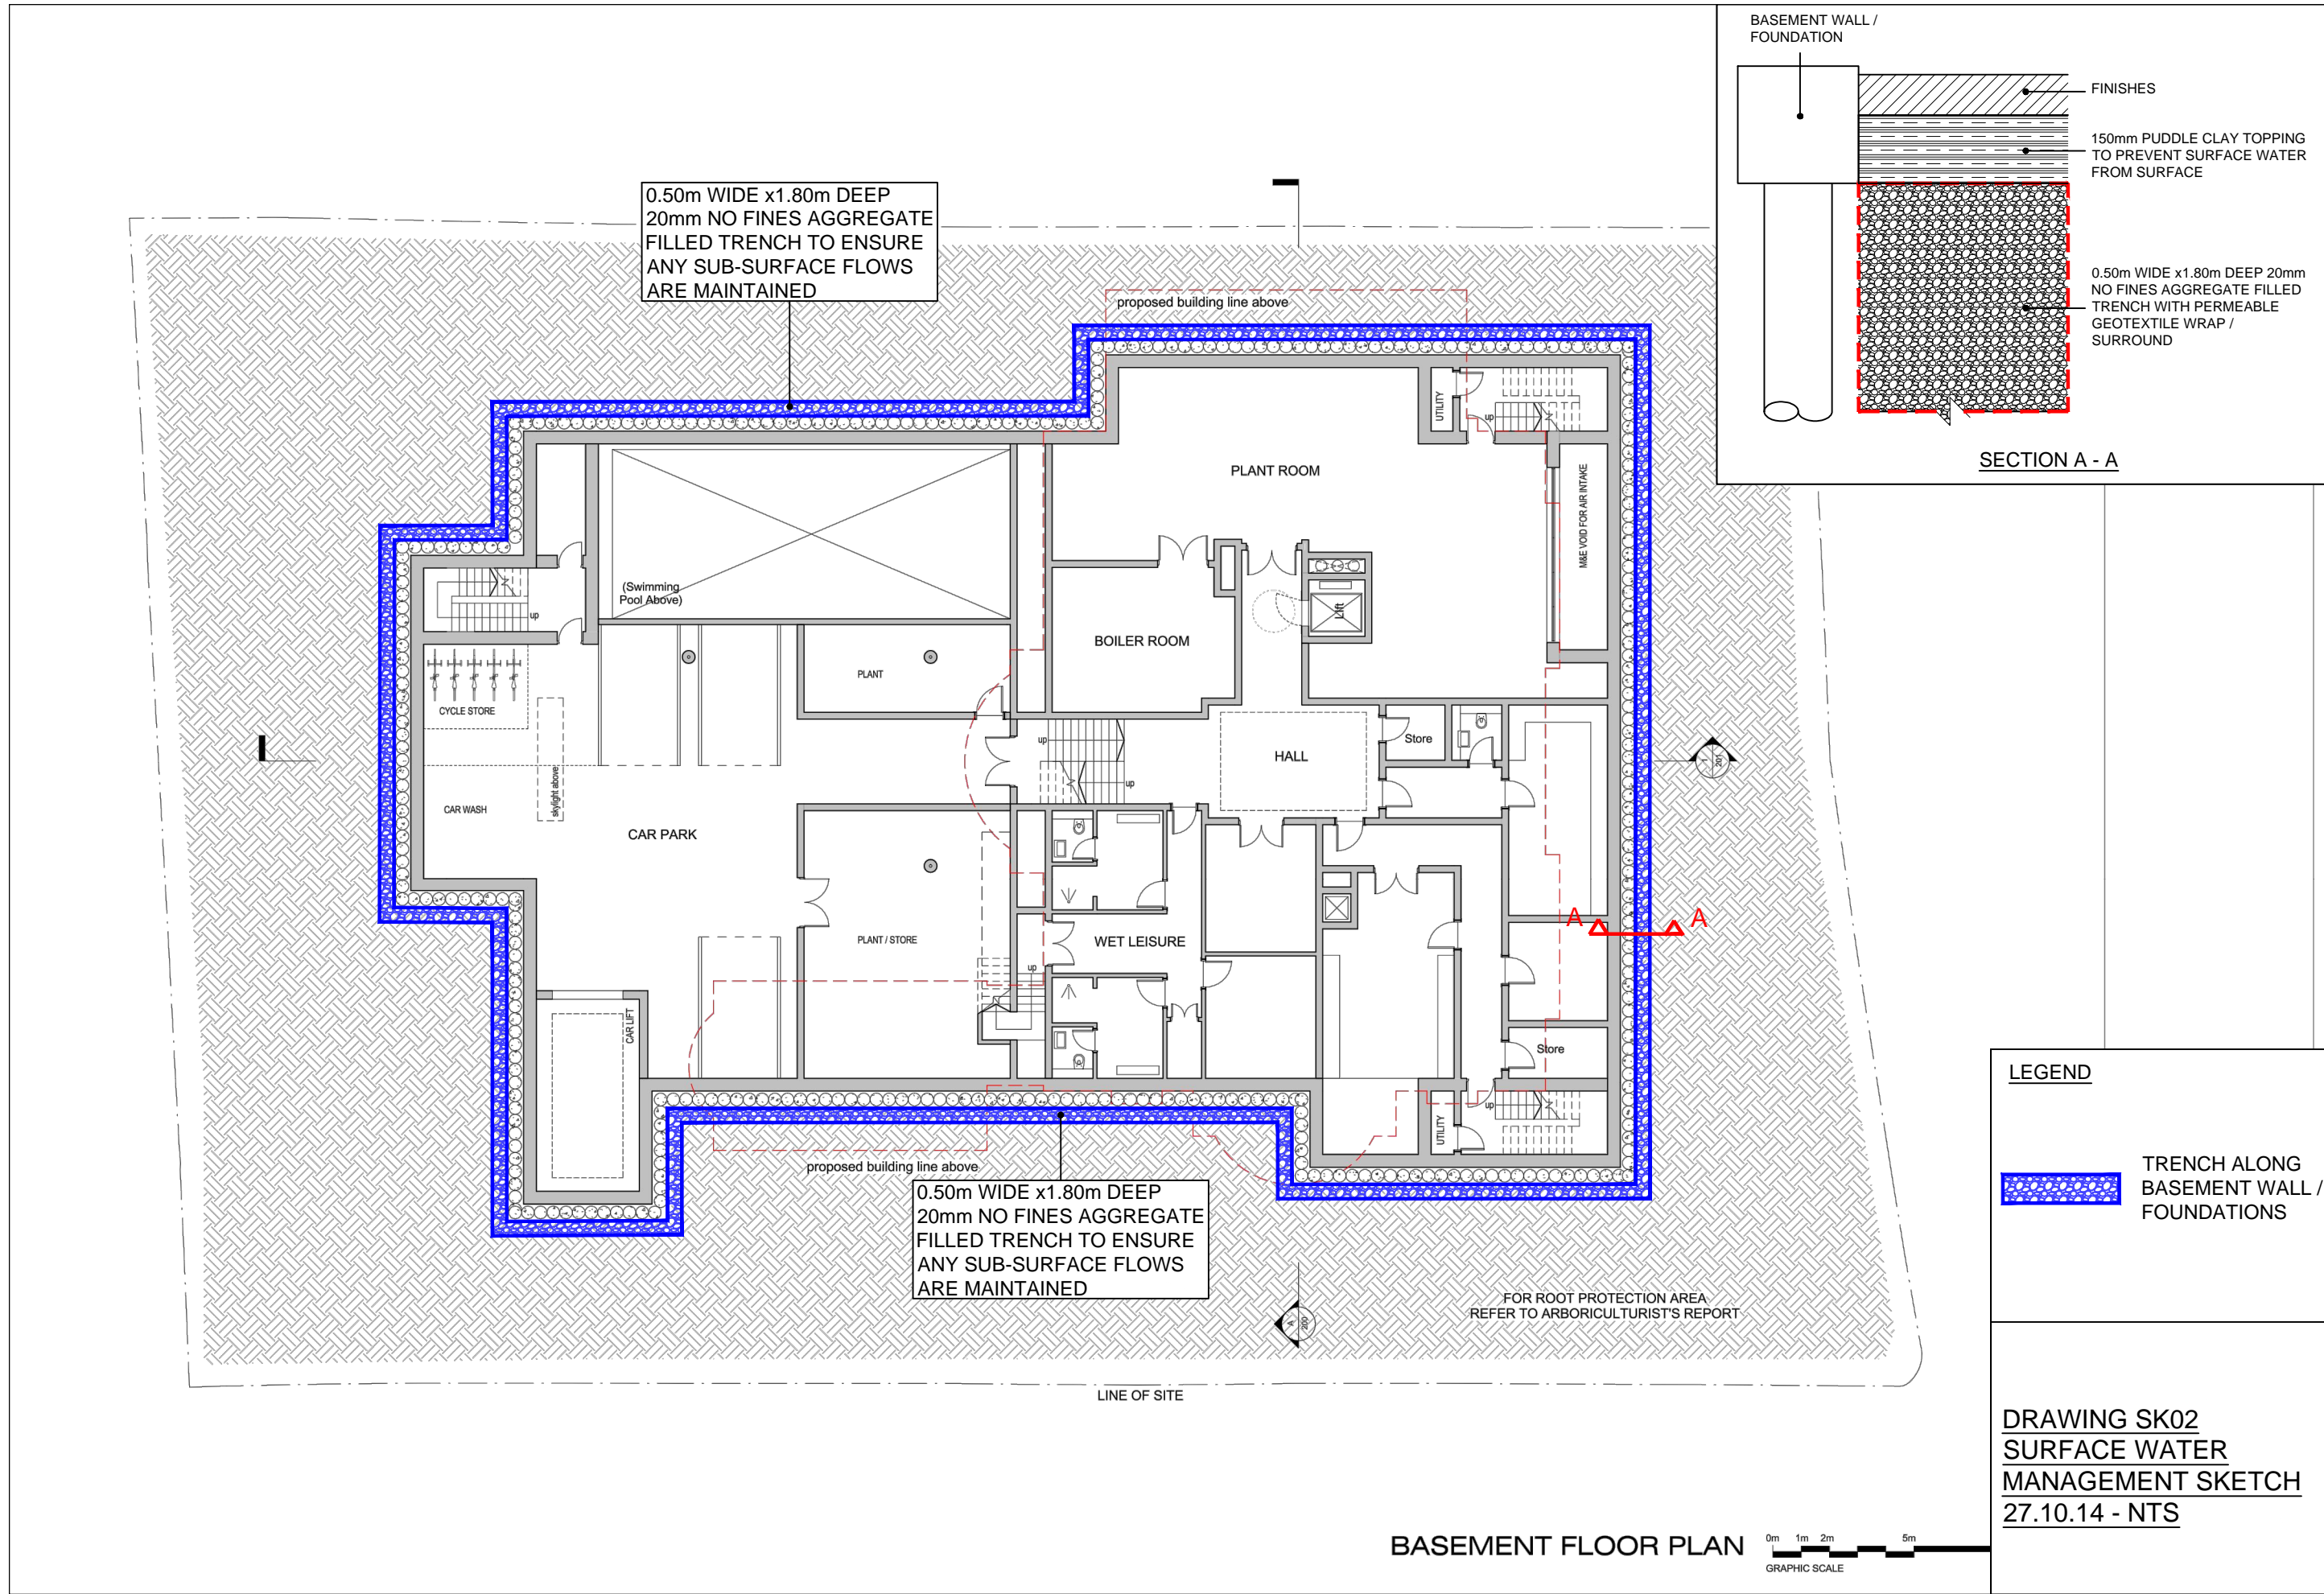 BASEMENT WALL /
FOUNDATION
FINISHES
150mm PUDDLE CLAY TOPPING
TO PREVENT SURFACE WATER
FROM SURFACE
0.50m WIDE x1.80m DEEP 20mm
NO FINES AGGREGATE FILLED
TRENCH WITH PERMEABLE
GEOTEXTILE WRAP /
SURROUND
SECTION A - A
0.50m WIDE x1.80m DEEP
20mm NO FINES AGGREGATE
FILLED TRENCH TO ENSURE
ANY SUB-SURFACE FLOWS
ARE MAINTAINED
proposed building line above
UTILITY
up
PLANT ROOM
M&E VOID FOR AIR INTAKE
(Swimming
Pool Above)
up
Lift
BOILER ROOM
PLANT
CYCLE STORE
up
up
HALL
Store
1
201
skylight above
CAR WASH
CAR PARK
A
A
PLANT / STORE
WET LEISURE
up
CAR LIFT
Store
up
UTILITY
proposed building line above
0.50m WIDE x1.80m DEEP
20mm NO FINES AGGREGATE
FILLED TRENCH TO ENSURE
ANY SUB-SURFACE FLOWS
ARE MAINTAINED
A
200
FOR ROOT PROTECTION AREA
REFER TO ARBORICULTURIST'S REPORT
LINE OF SITE
LEGEND
TRENCH ALONG
BASEMENT WALL /
FOUNDATIONS
DRAWING SK02
SURFACE WATER
MANAGEMENT SKETCH
27.10.14 - NTS
BASEMENT FLOOR PLAN
0m 1m 2m 5m
GRAPHIC SCALE